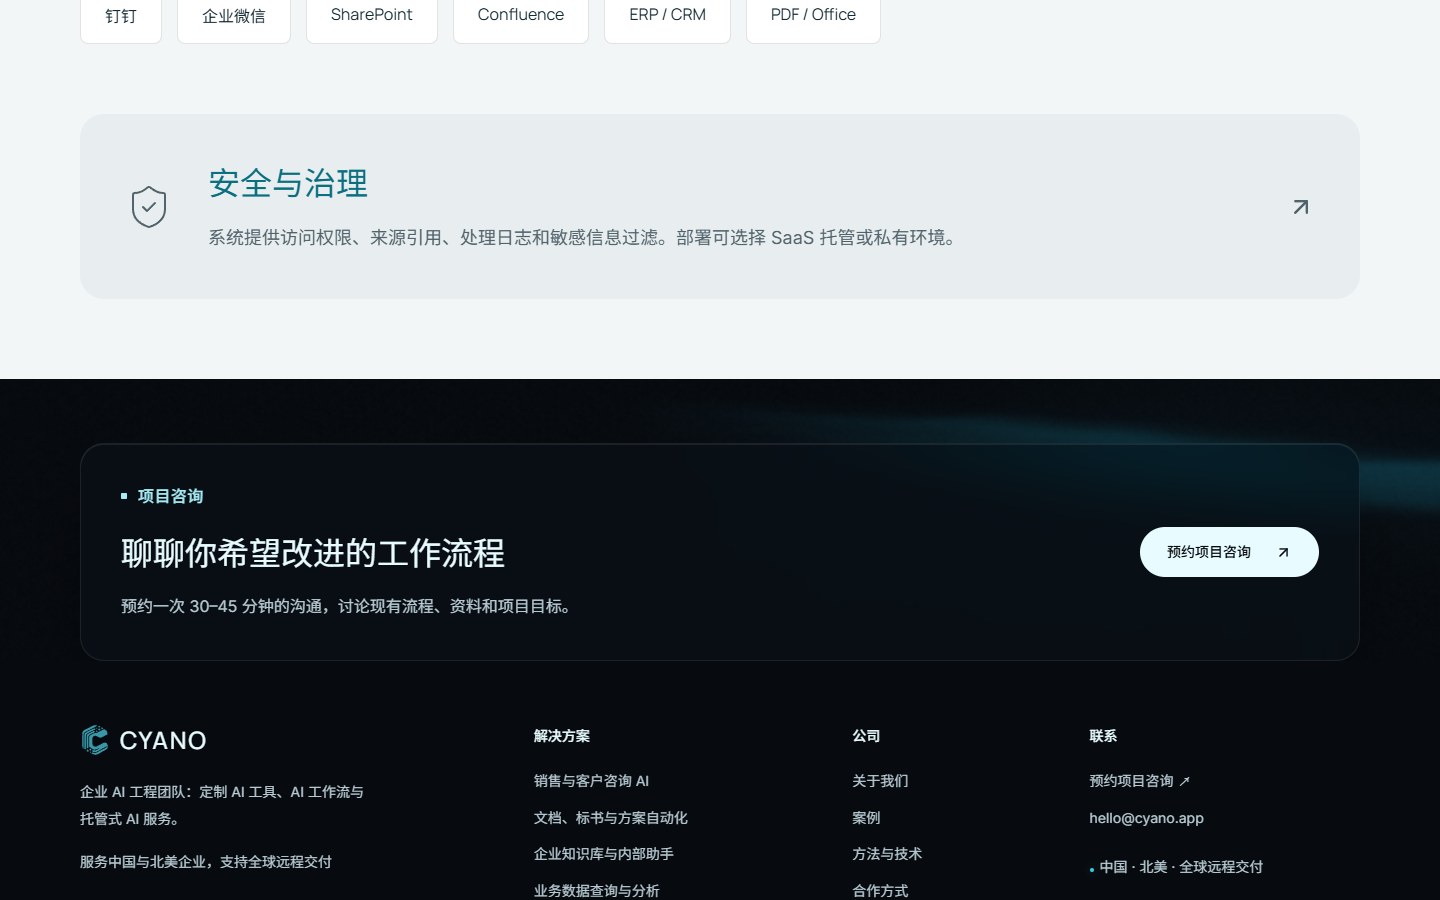 钉钉
企业微信
SharePoint
Confluence
ERP / CRM
PDF / Office
安全与治理
系统提供访问权限、来源引用、处理日志和敏感信息过滤。部署可选择 SaaS 托管或私有环境。
项目咨询
聊聊你希望改进的工作流程
预约一次 30–45 分钟的沟通，讨论现有流程、资料和项目目标。
预约项目咨询
CYANO
企业 AI 工程团队：定制 AI 工具、AI 工作流与
托管式 AI 服务。
服务中国与北美企业，支持全球远程交付
解决方案
销售与客户咨询 AI
文档、标书与方案自动化
企业知识库与内部助手
业务数据查询与分析
公司
关于我们
案例
方法与技术
合作方式
联系
预约项目咨询 ↗
hello@cyano.app
中国 · 北美 · 全球远程交付